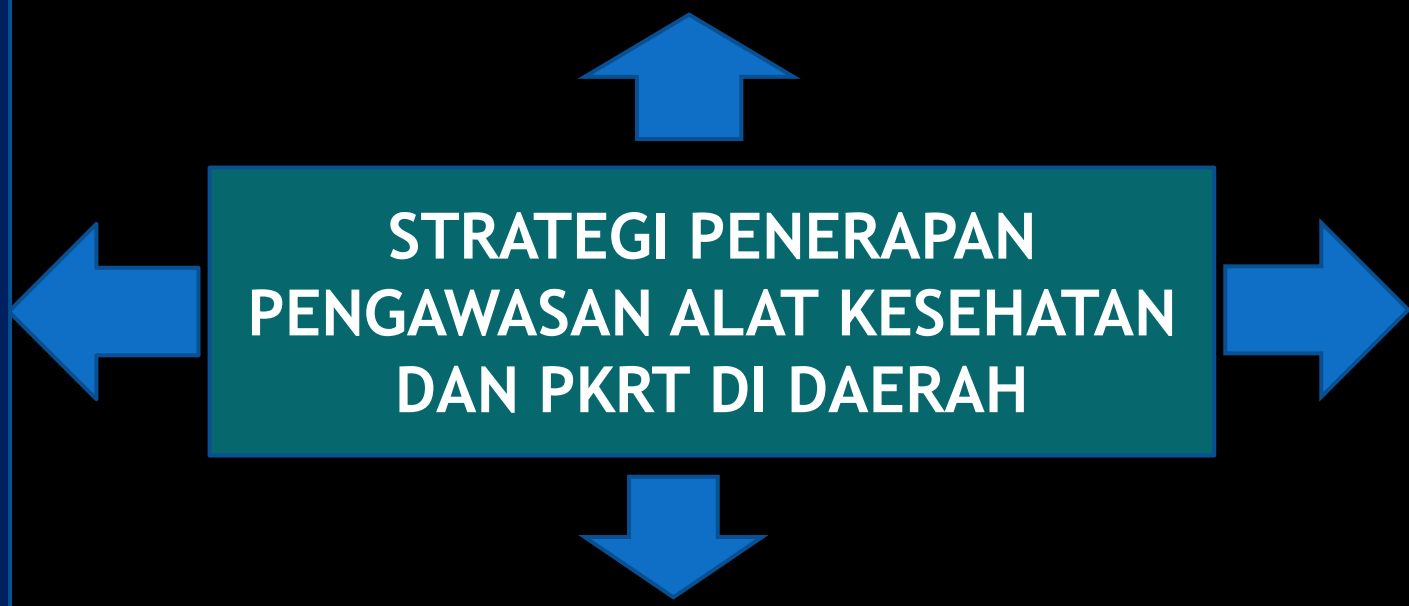 STRATEGI PENERAPAN
PENGAWASAN ALAT KESEHATAN
DAN PKRT DI DAERAH